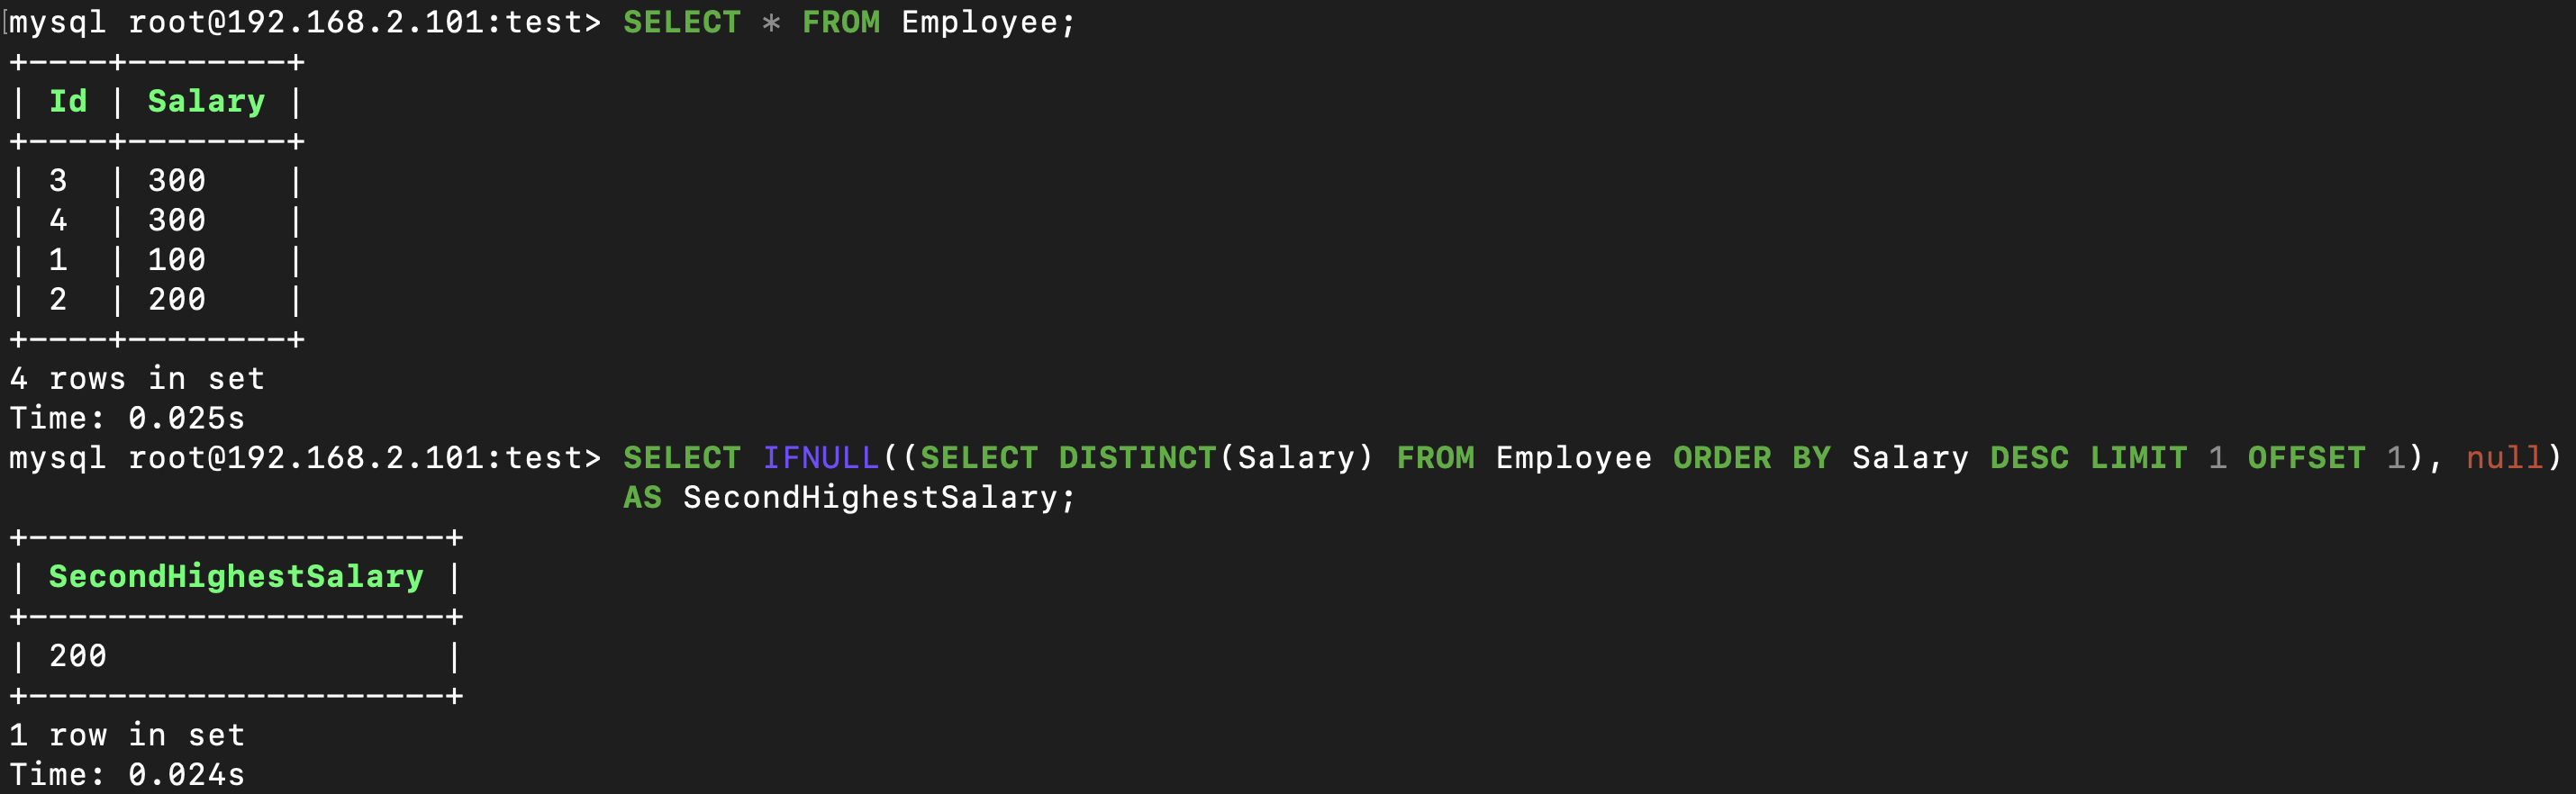 mysql root@192.168.2.101:test> SELECT * FROM Employee;
+----+--------+
| Id | Salary |
+----+--------+
| 3  | 300    |
| 4  | 300    |
| 1  | 100    |
| 2  | 200    |
+----+--------+
4 rows in set
Time: 0.025s
mysql root@192.168.2.101:test> SELECT IFNULL((SELECT DISTINCT(Salary) FROM Employee ORDER BY Salary DESC LIMIT 1 OFFSET 1), null)
                               AS SecondHighestSalary;
+---------------------+
| SecondHighestSalary |
+---------------------+
| 200                 |
+---------------------+
1 row in set
Time: 0.024s